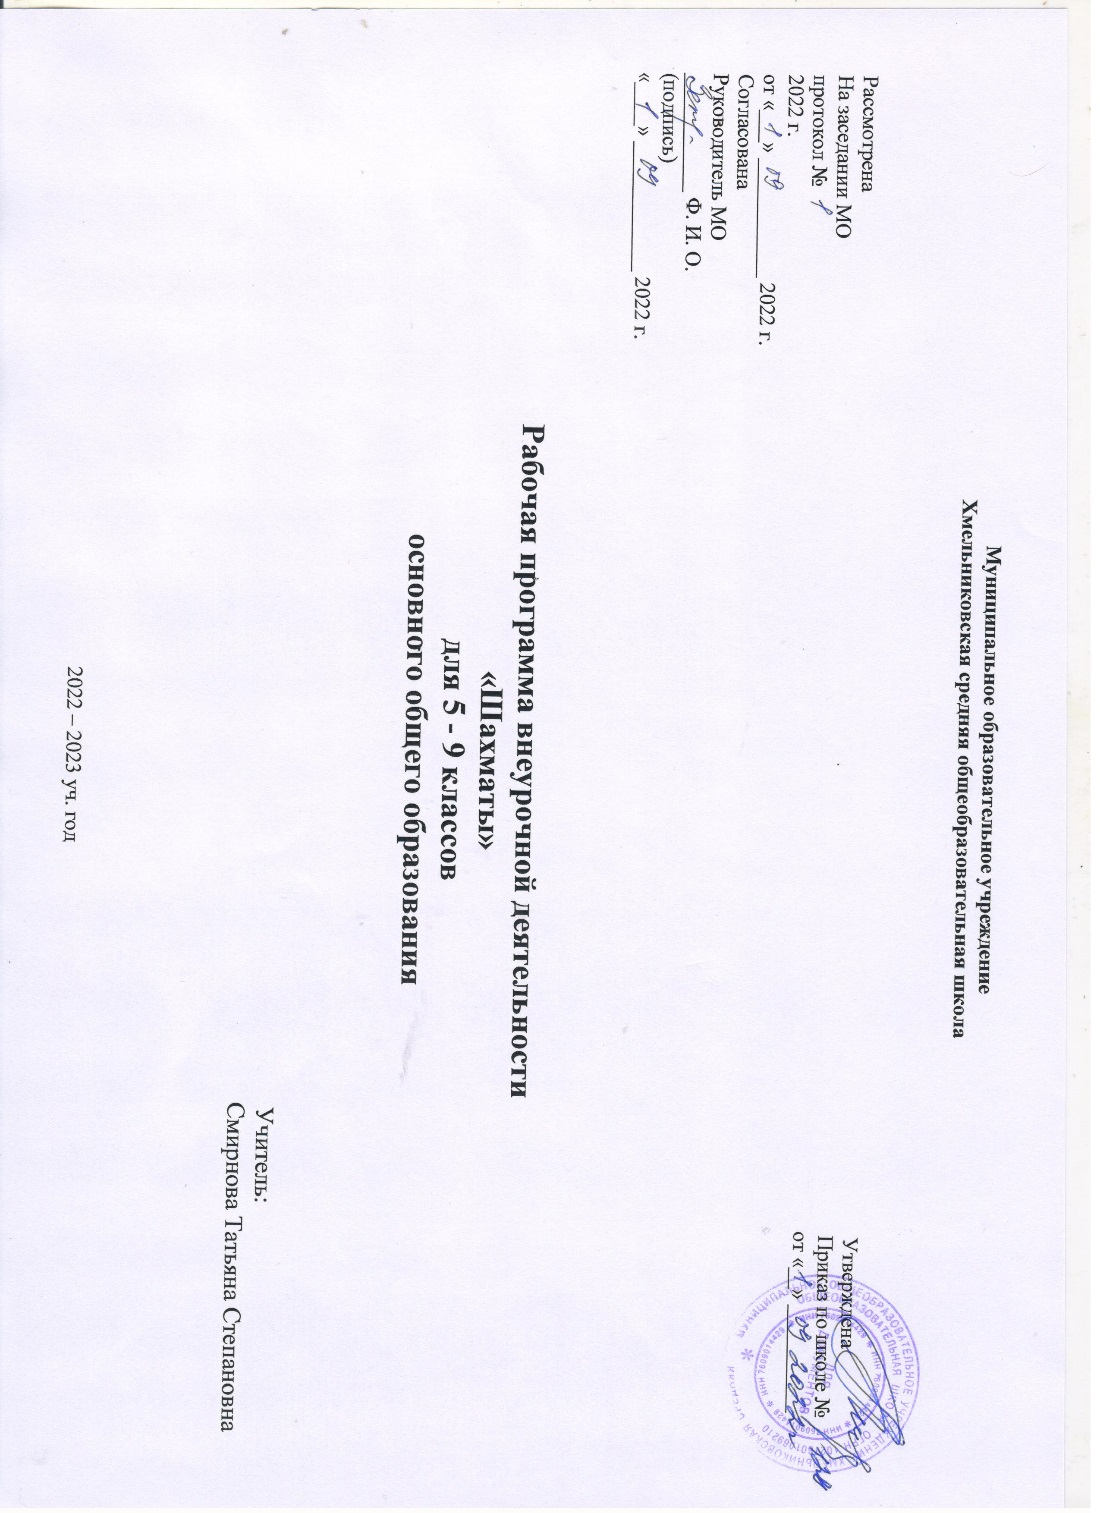 Муниципальное образовательное учреждение
Хмельниковская средняя общеобразовательная школа
Рассмотрена
На заседании МО
протокол № 1
2022 г.
от « 1 » 09 2022 г.
Согласована
Руководитель МО
Ф. И. О.
(подпись)
« 1 » 09 2022 г.
Утверждена
Приказ по школе №
от « 1 » 09
Рабочая программа внеурочной деятельности
«Шахматы»
для 5 - 9 классов
основного общего образования
Учитель:
Смирнова Татьяна Степановна
2022 – 2023 уч. год